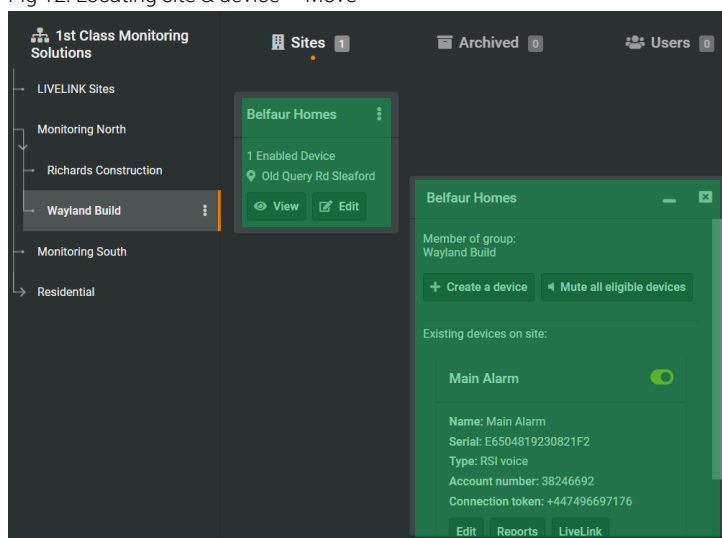 Fig 12. Locating site & device – Move
1st Class Monitoring
Solutions
Sites 1
Archived 0
Users 0
LIVELINK Sites
Monitoring North
Richards Construction
Wayland Build
Monitoring South
Residential
Belfaur Homes
1 Enabled Device
Old Query Rd Sleaford
View
Edit
Belfaur Homes
Member of group:
Wayland Build
Create a device
Mute all eligible devices
Existing devices on site:
Main Alarm
Name: Main Alarm
Serial: E6504819230821F2
Type: RSI voice
Account number: 38246692
Connection token: +447496697176
Edit
Reports
LiveLink